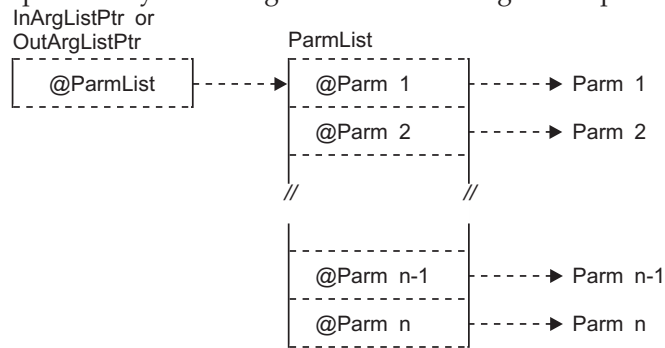 InArgListPtr or
OutArgListPtr
ParmList
@ParmList
@Parm 1
Parm 1
@Parm 2
Parm 2
//
//
@Parm n-1
Parm n-1
@Parm n
Parm n